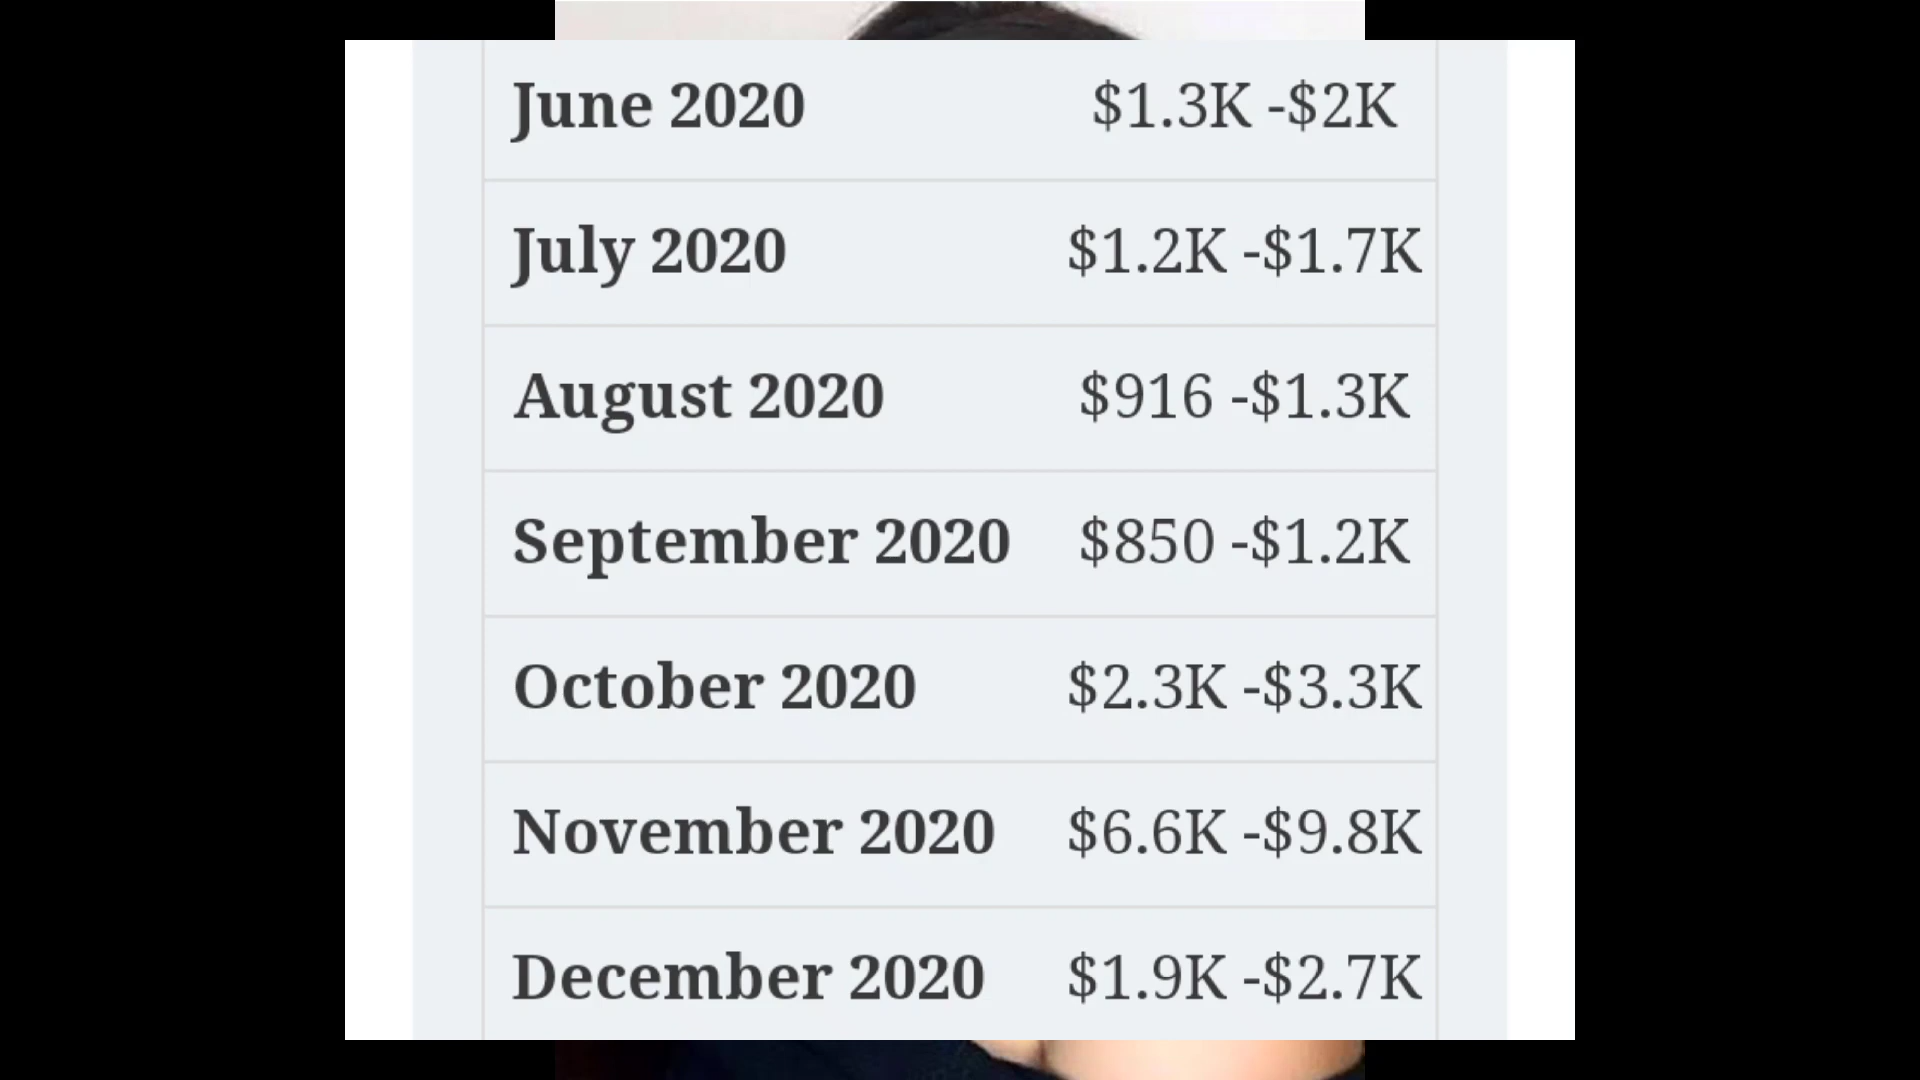 June 2020 $1.3K -$2K
July 2020 $1.2K -$1.7K
August 2020 $916 -$1.3K
September 2020 $850 -$1.2K
October 2020 $2.3K -$3.3K
November 2020 $6.6K -$9.8K
December 2020 $1.9K -$2.7K